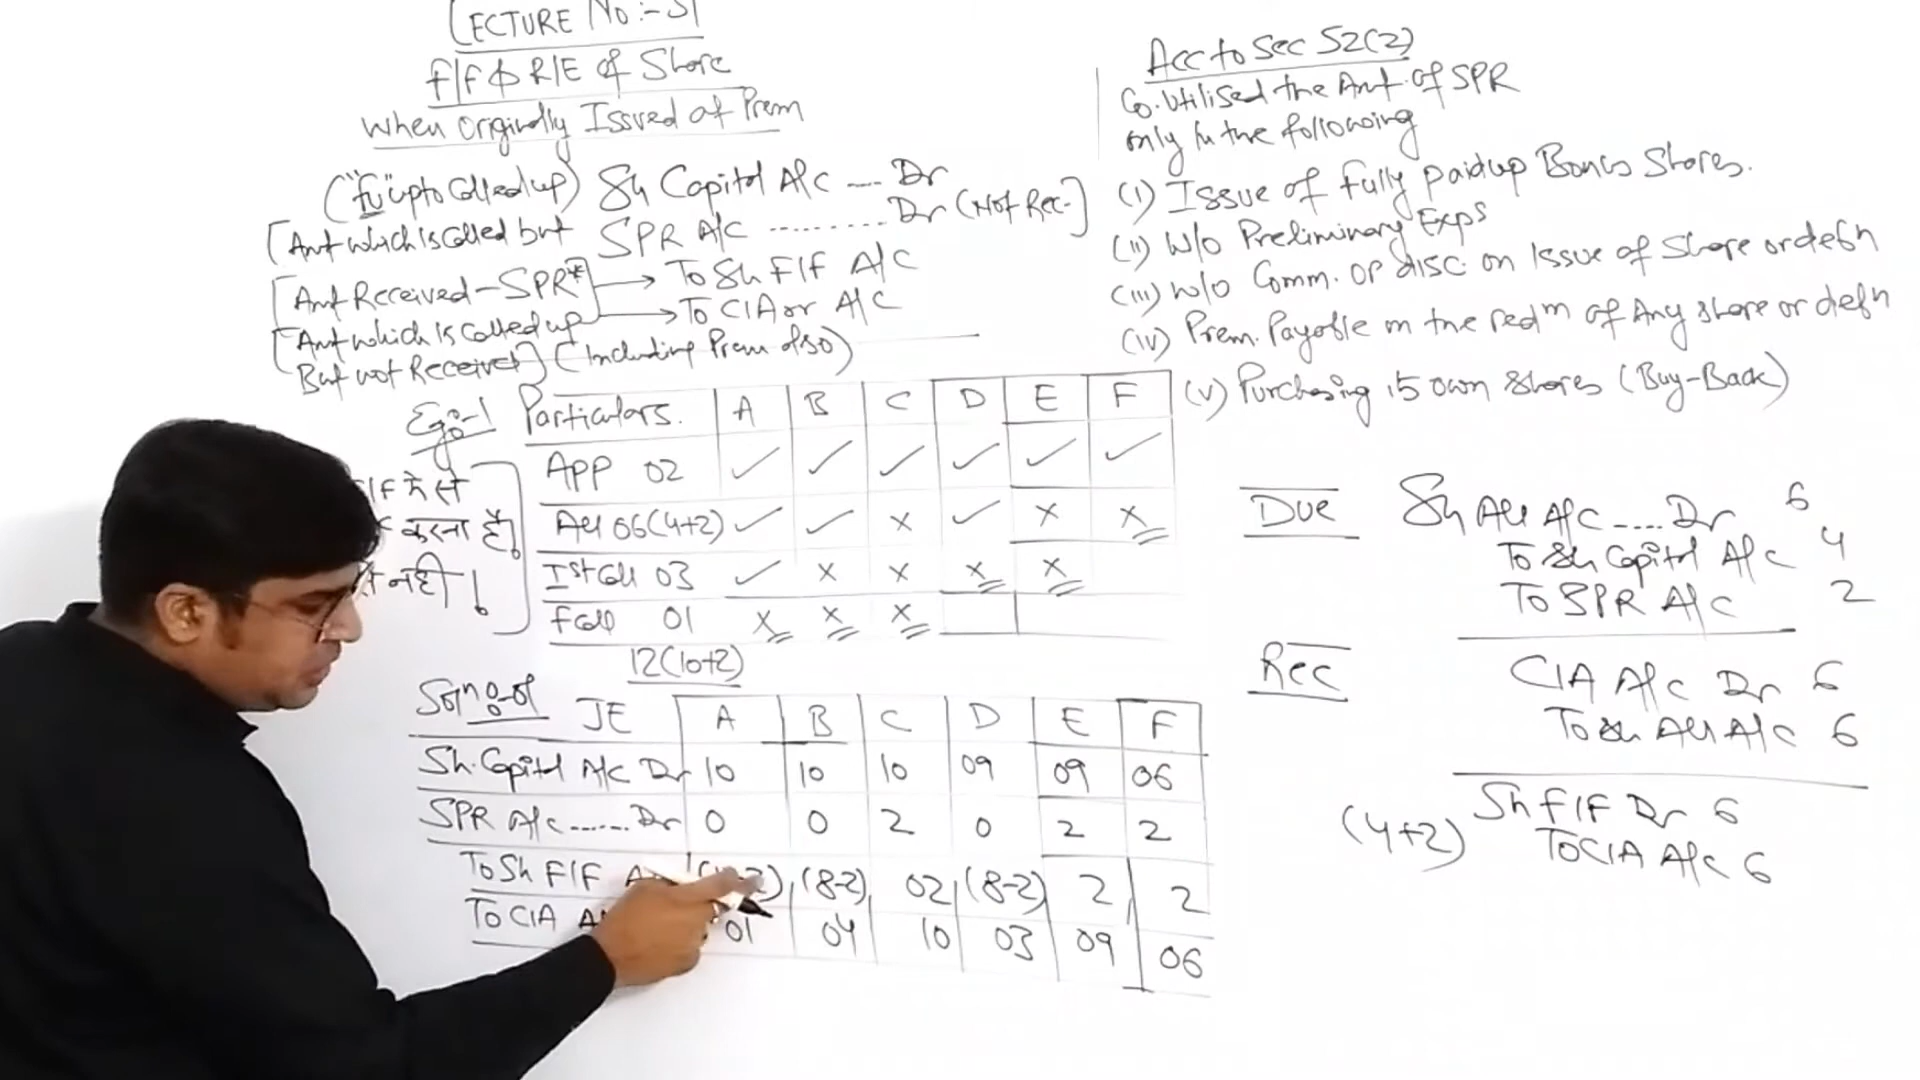 LECTURE No :- 51
F/F & R/E of Share
When originally Issued at Prem
("fu" upto Called up) Sh Capital A/c --- Dr
[Amt which is called but SPR A/c ......... Dr (Not Rec.]
[Amt Received - SPR*] → To Sh F/F A/C
→ To CIA or A/C
[Amt which is called up
But not Received] (Including Prem also)
Eg:-1
Particulars. A B C D E F
APP 02 ✓ ✓ ✓ ✓ ✓ ✓
All 06(4+2) ✓ ✓ x ✓ x x
Ist Call 03 ✓ x x x x
F Call 01 x x x
12(10+2)
/F में से
करना है।
नही !
Soln no of JE A B C D E F
Sh. Capital A/C Dr 10 10 10 09 09 06
SPR A/c ...... Dr 0 0 2 0 2 2
To Sh F/F (8-2) 02 (8-2) 2 2
To CIA 01 04 10 03 09 06
Acc to Sec 52(2)
Co. Utilised the Amt. of SPR
only in the following
(i) Issue of fully paidup Bonus Shares.
(ii) W/o Preliminary Exps
(iii) W/o Comm. or disc. on Issue of Share or debn
(iv) Prem. Payable on the redm of Any share or debn
(v) Purchasing its own shares (Buy-Back)
Due Sh All A/c .... Dr 6
To Sh Capital A/c 4
To SPR A/c 2
Rec CIA A/c Dr 6
To Sh All A/c 6
(4+2) Sh F/F Dr 6
To CIA A/c 6